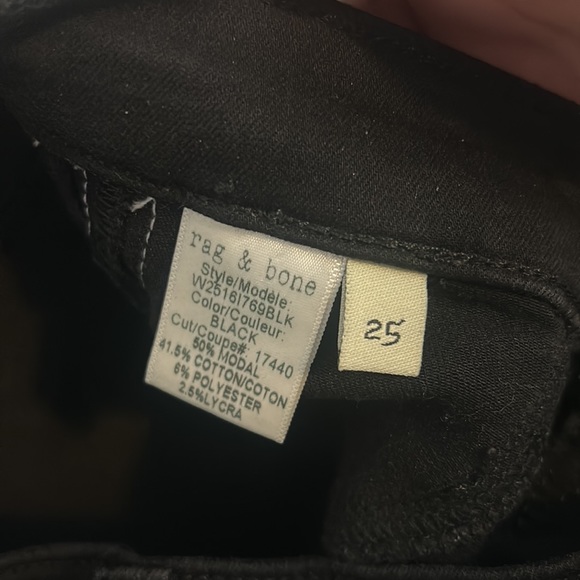 rag & bone
Style/Modèle:
W2516I769BLK
Color/Couleur:
BLACK
Cut/Coupe#: 17440
50% MODAL
41.5% COTTON/COTON
6% POLYESTER
2.5%LYCRA
25